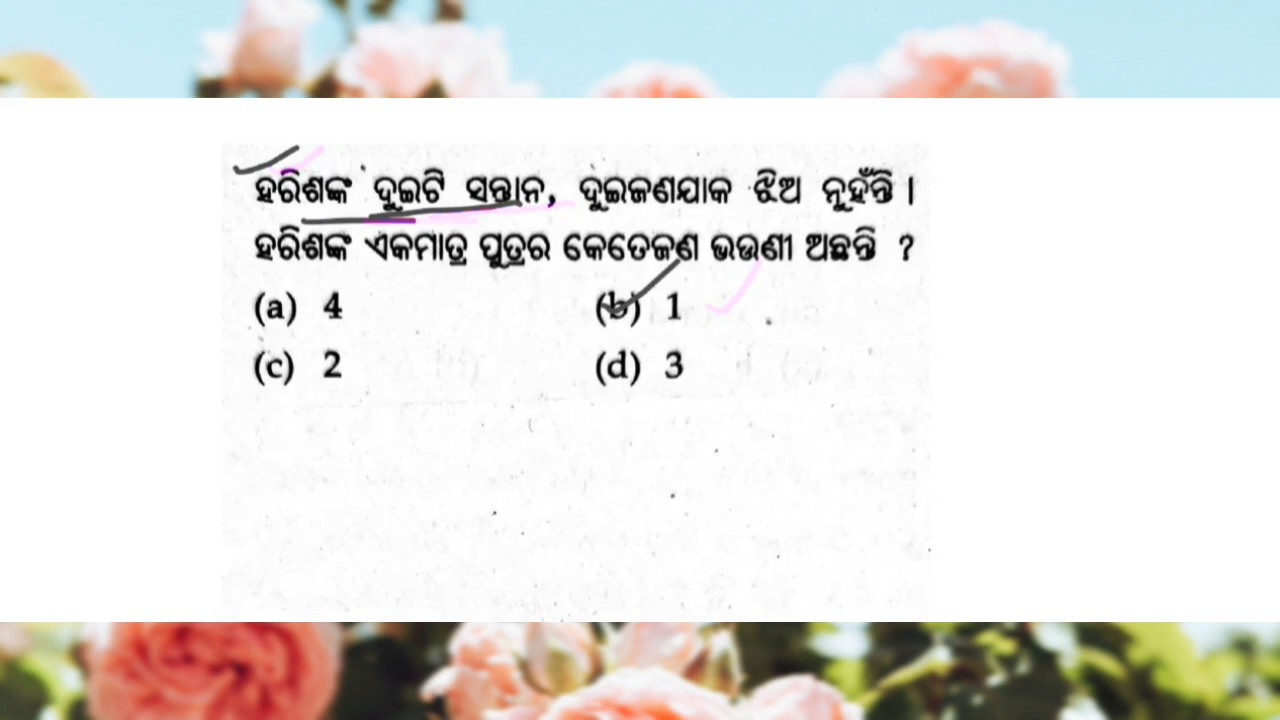 ହରିଶଙ୍କ ଦୁଇଟି ସନ୍ତାନ, ଦୁଇଜଣଯାକ ଝିଅ ନୁହଁନ୍ତି ।
ହରିଶଙ୍କ ଏକମାତ୍ର ପୁତ୍ରର କେତେଜଣ ଭଉଣୀ ଅଛନ୍ତି ?
(a) 4 (b) 1
(c) 2 (d) 3